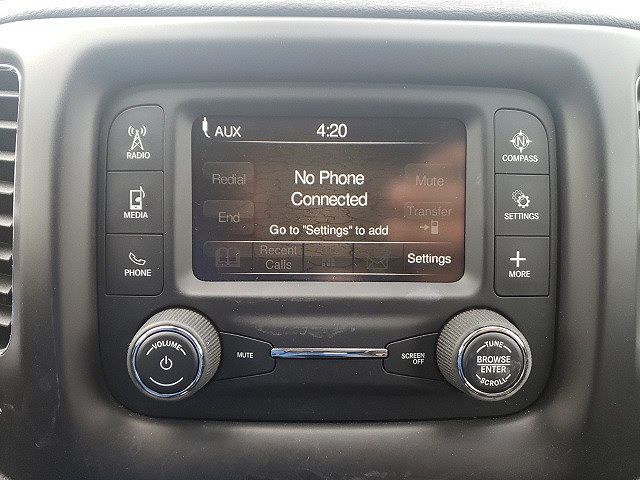 AUX 4:20
RADIO
MEDIA
PHONE
Redial
End
No Phone
Connected
Go to "Settings" to add
Mute
Transfer
Recent
Calls
Settings
N
COMPASS
SETTINGS
MORE
VOLUME
MUTE
SCREEN
OFF
TUNE
BROWSE
ENTER
SCROLL